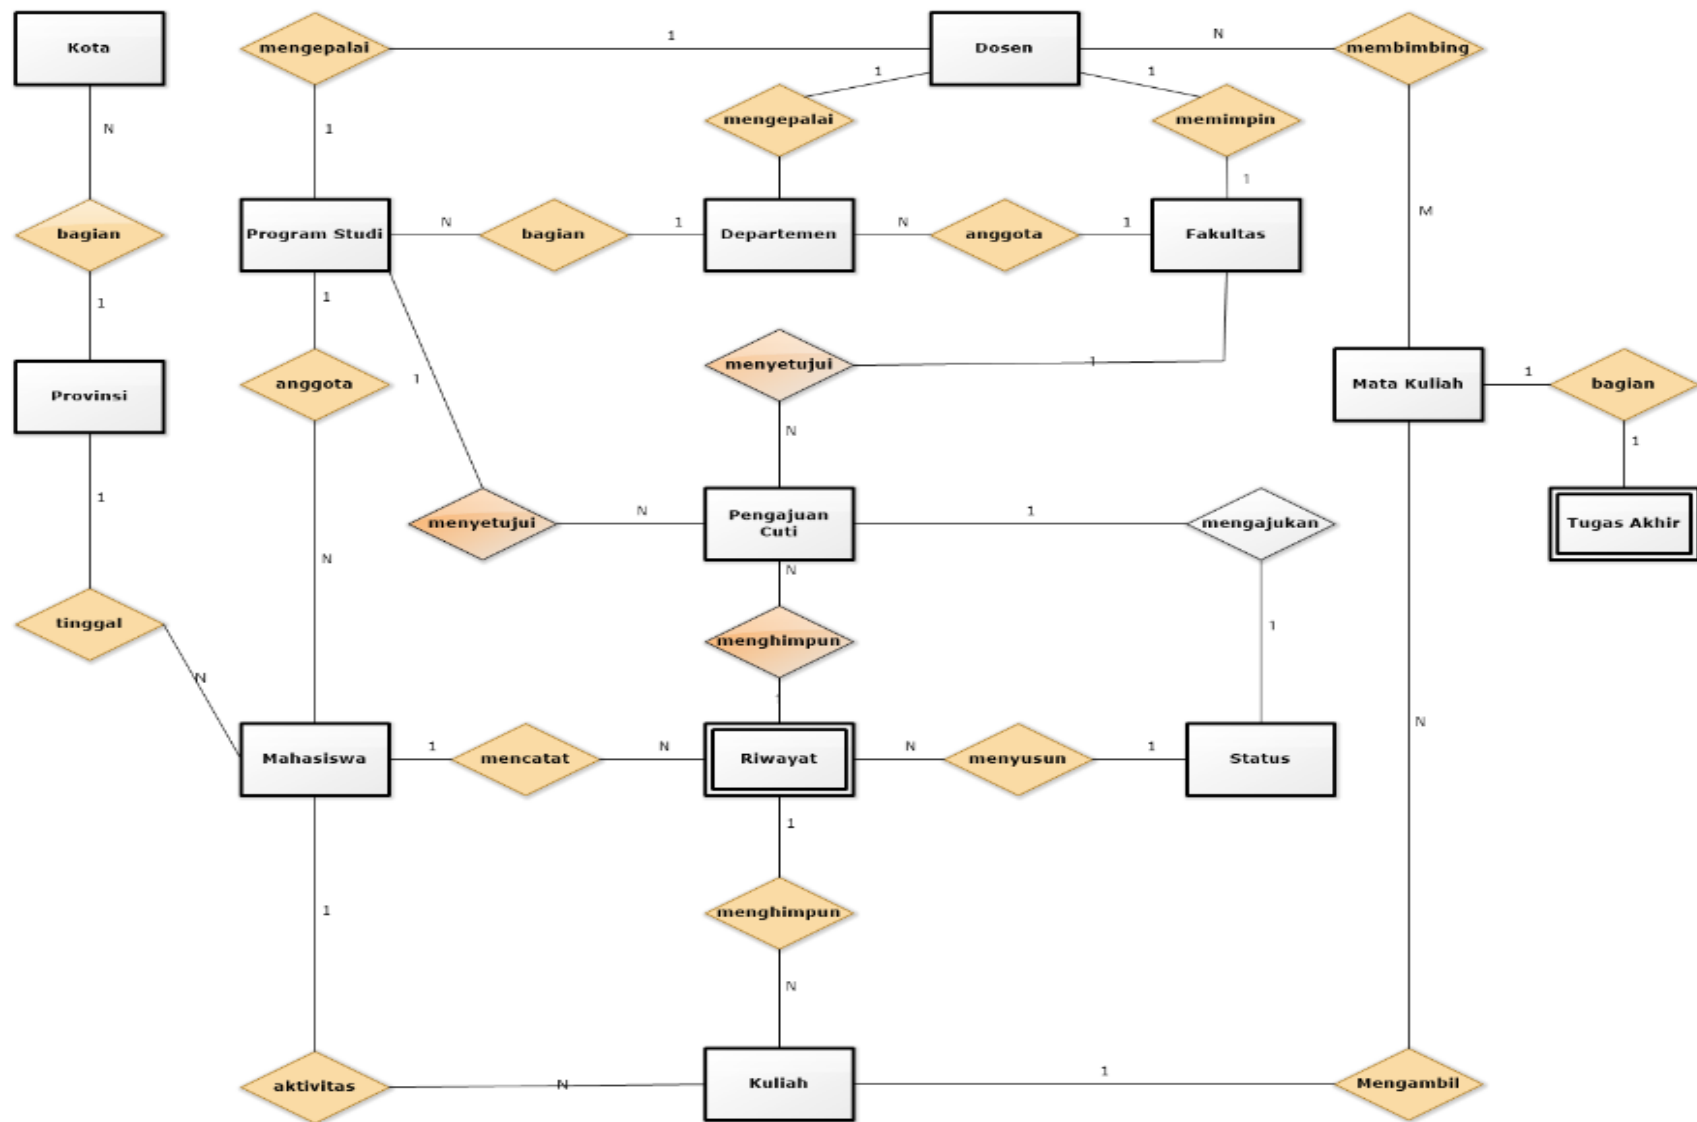 Kota
mengepalai
1
Dosen
N
membimbing
1
1
mengepalai
memimpin
N
1
1
bagian
Program Studi
N
bagian
1
Departemen
N
anggota
1
Fakultas
M
1
1
menyetujui
1
Provinsi
anggota
1
Mata Kuliah
1
bagian
N
1
1
menyetujui
N
Pengajuan
Cuti
1
mengajukan
Tugas Akhir
N
N
tinggal
menghimpun
1
N
1
N
Mahasiswa
1
mencatat
N
Riwayat
N
menyusun
1
Status
1
1
menghimpun
N
aktivitas
N
Kuliah
1
Mengambil